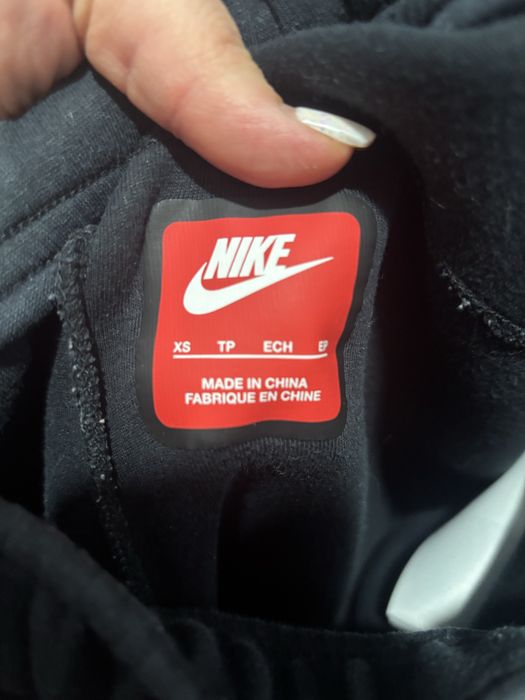 NIKE
XS TP ECH EP
MADE IN CHINA
FABRIQUE EN CHINE